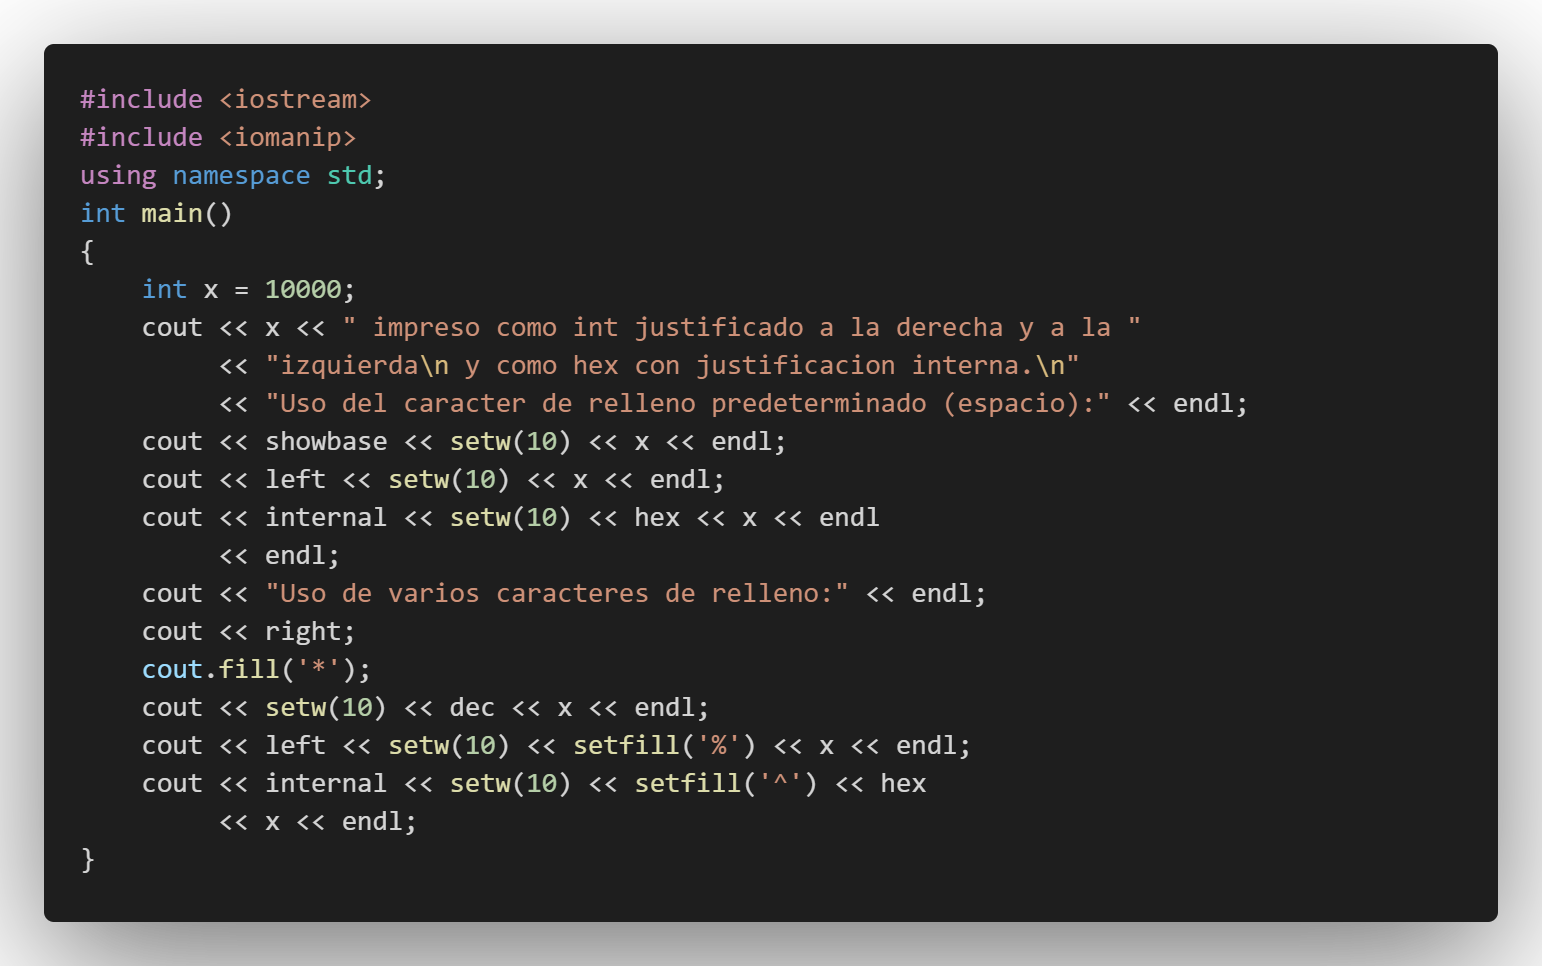 #include <iostream>
#include <iomanip>
using namespace std;
int main()
{
    int x = 10000;
    cout << x << " impreso como int justificado a la derecha y a la "
         << "izquierda\n y como hex con justificacion interna.\n"
         << "Uso del caracter de relleno predeterminado (espacio):" << endl;
    cout << showbase << setw(10) << x << endl;
    cout << left << setw(10) << x << endl;
    cout << internal << setw(10) << hex << x << endl
         << endl;
    cout << "Uso de varios caracteres de relleno:" << endl;
    cout << right;
    cout.fill('*');
    cout << setw(10) << dec << x << endl;
    cout << left << setw(10) << setfill('%') << x << endl;
    cout << internal << setw(10) << setfill('^') << hex
         << x << endl;
}